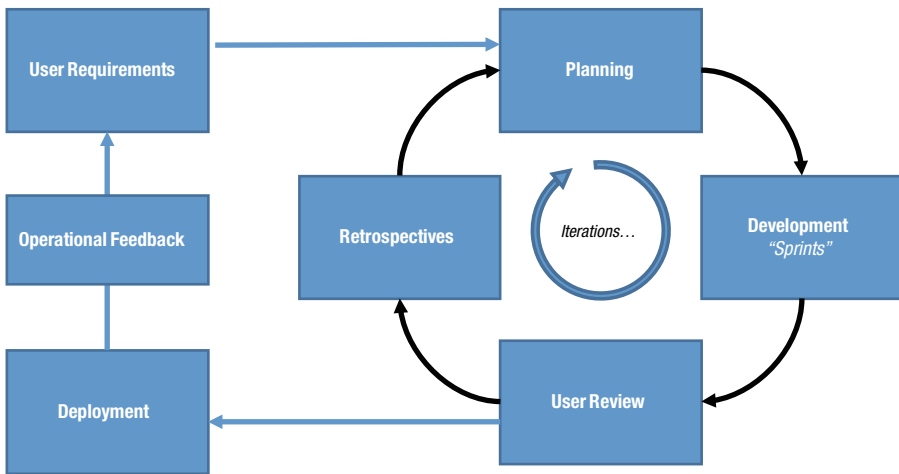 User Requirements
Planning
Operational Feedback
Retrospectives
Iterations…
Development
“Sprints”
Deployment
User Review